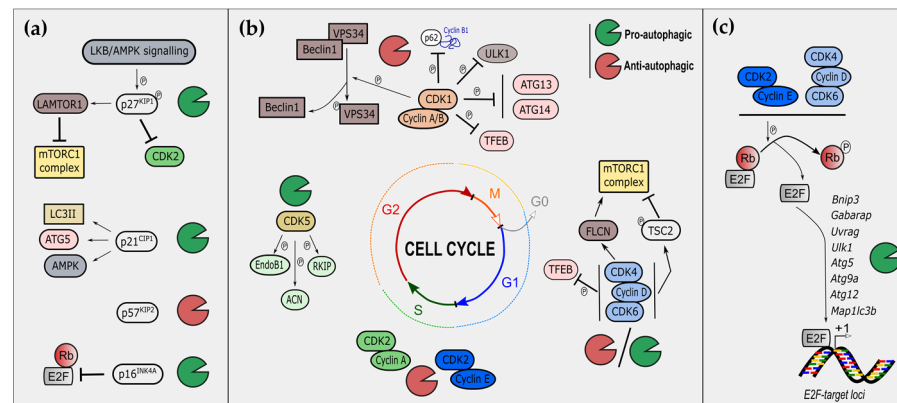 (a)
LKB/AMPK signalling
P
LAMTOR1
p27KIP1
P
mTORC1
complex
CDK2
LC3II
ATG5
p21CIP1
AMPK
p57KIP2
Rb
E2F
p16INK4A
(b)
VPS34
Beclin1
p62
Cyclin B1
ULK1
Pro-autophagic
Anti-autophagic
P
P
P
CDK1
Cyclin A/B
P
ATG13
ATG14
Beclin1
P
VPS34
P
TFEB
CDK5
P
P
P
EndoB1
RKIP
ACN
G2
M
G0
CELL CYCLE
G1
S
mTORC1
complex
FLCN
P
TSC2
TFEB
P
CDK4
Cyclin D
CDK6
CDK2
Cyclin A
CDK2
Cyclin E
(c)
CDK2
Cyclin E
CDK4
Cyclin D
CDK6
P
Rb
E2F
Rb
P
E2F
Bnip3
Gabarap
Uvrag
Ulk1
Atg5
Atg9a
Atg12
Map1lc3b
E2F
+1
E2F-target loci